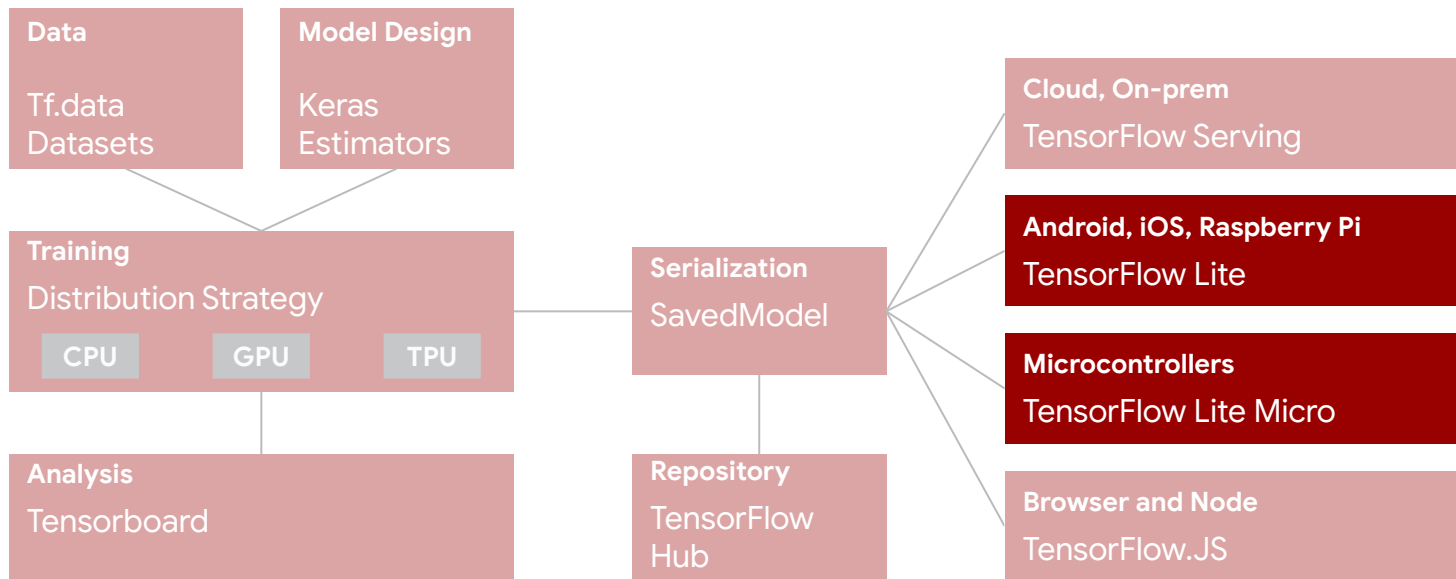 Data
Tf.data
Datasets
Model Design
Keras
Estimators
Training
Distribution Strategy
CPU
GPU
TPU
Analysis
Tensorboard
Serialization
SavedModel
Repository
TensorFlow
Hub
Cloud, On-prem
TensorFlow Serving
Android, iOS, Raspberry Pi
TensorFlow Lite
Microcontrollers
TensorFlow Lite Micro
Browser and Node
TensorFlow.JS